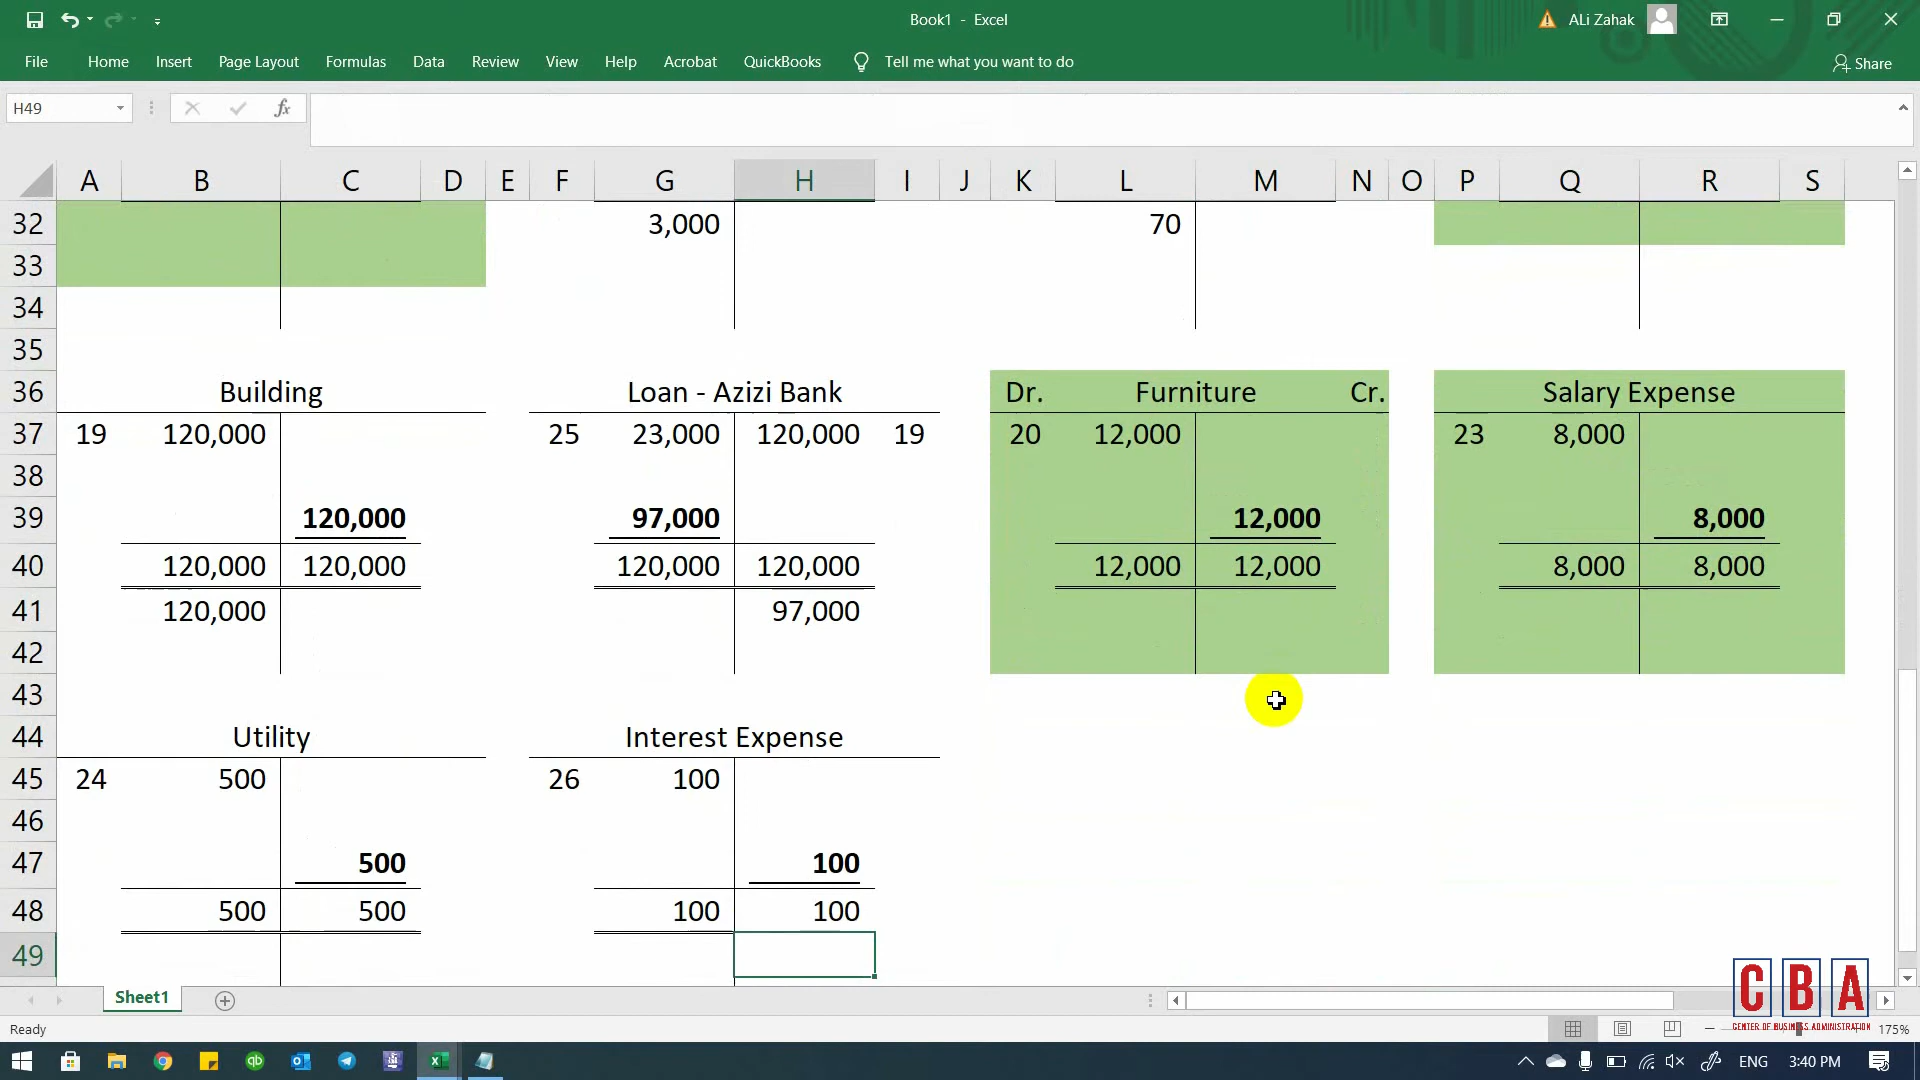 Book1 - Excel
ALi Zahak
File Home Insert Page Layout Formulas Data Review View Help Acrobat QuickBooks Tell me what you want to do Share
H49 fx
A B C D E F G H I J K L M N O P Q R S
32 3,000 70
33
34
35
36 Building Loan - Azizi Bank Dr. Furniture Cr. Salary Expense
37 19 120,000 25 23,000 120,000 19 20 12,000 23 8,000
38
39 120,000 97,000 12,000 8,000
40 120,000 120,000 120,000 120,000 12,000 12,000 8,000 8,000
41 120,000 97,000
42
43
44 Utility Interest Expense
45 24 500 26 100
46
47 500 100
48 500 500 100 100
49
CBA
CENTER OF BUSINESS ADMINISTRATION
Sheet1
Ready 175%
ENG 3:40 PM